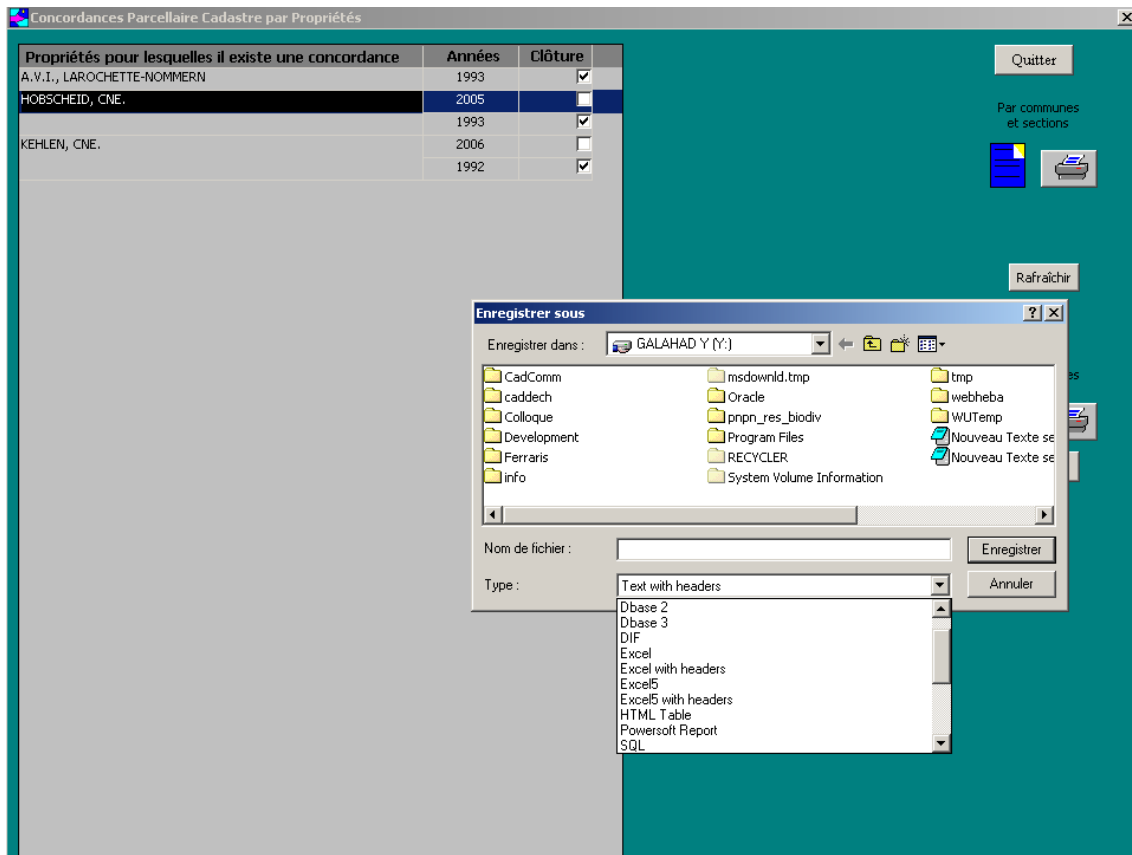 Concordances Parcellaire Cadastre par Propriétés
Propriétés pour lesquelles il existe une concordance Années Clôture
A.V.I., LAROCHETTE-NOMMERN 1993
HOBSCHEID, CNE. 2005
1993
KEHLEN, CNE. 2006
1992
Quitter
Par communes
et sections
Rafraîchir
Enregistrer sous
Enregistrer dans : GALAHAD Y (Y:)
CadComm msdownld.tmp tmp
caddech Oracle webheba
Colloque pnpn_res_biodiv WUTemp
Development Program Files Nouveau Texte se
Ferraris RECYCLER Nouveau Texte se
info System Volume Information
es
Nom de fichier : Enregistrer
Type : Text with headers Annuler
Dbase 2
Dbase 3
DIF
Excel
Excel with headers
Excel5
Excel5 with headers
HTML Table
Powersoft Report
SQL